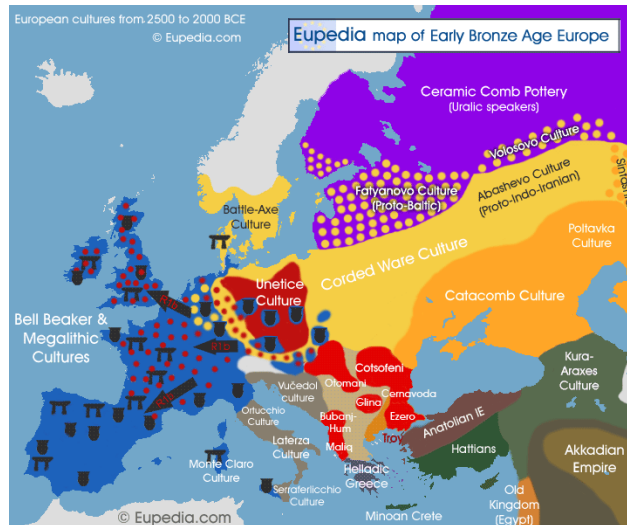 European cultures from 2500 to 2000 BCE
© Eupedia.com
Eupedia map of Early Bronze Age Europe
Ceramic Comb Pottery
(Uralic speakers)
Volosovo Culture
Fatyanovo Culture
(Proto-Baltic)
Abashevo Culture
(Proto-Indo-Iranian)
Battle-Axe
Culture
Poltavka
Culture
Corded Ware Culture
Unetice
Culture
Catacomb Culture
Bell Beaker &
Megalithic
Cultures
R1b
R1b
R1b
Kura-
Araxes
Culture
Cotsofeni
Otomani
Vučedol
culture
Cernavoda
Glina
Ortucchio
Culture
Bubanj-
Hum
Ezero
Anatolian IE
Troy
Laterza
Culture
Maliq
Hattians
Akkadian
Empire
Monte Claro
Culture
Helladic
Greece
Serraferlicchio Culture
Old
Kingdom
(Egypt)
Minoan Crete
© Eupedia.com